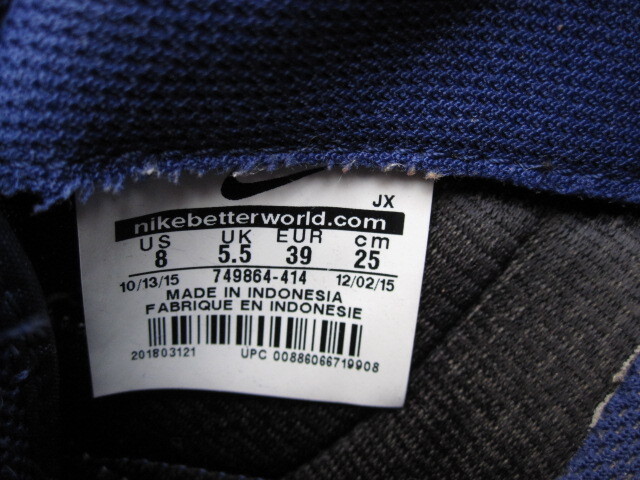 JX
nikebetterworld.com
US UK EUR cm
8 5.5 39 25
10/13/15 749864-414 12/02/15
MADE IN INDONESIA
FABRIQUE EN INDONESIE
201803121 UPC 00886066719908